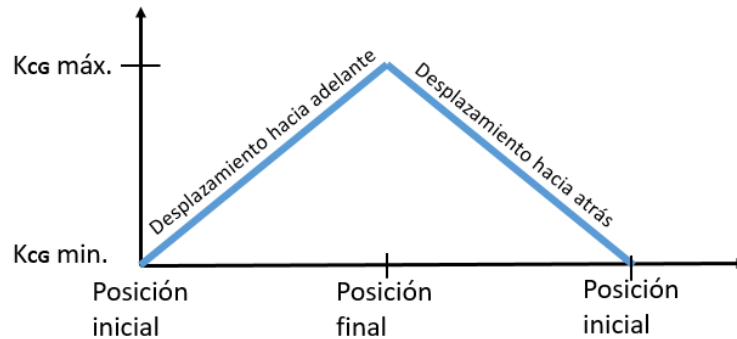 KCG máx.
Desplazamiento hacia adelante
Desplazamiento hacia atrás
KCG min.
Posición
inicial
Posición
final
Posición
inicial